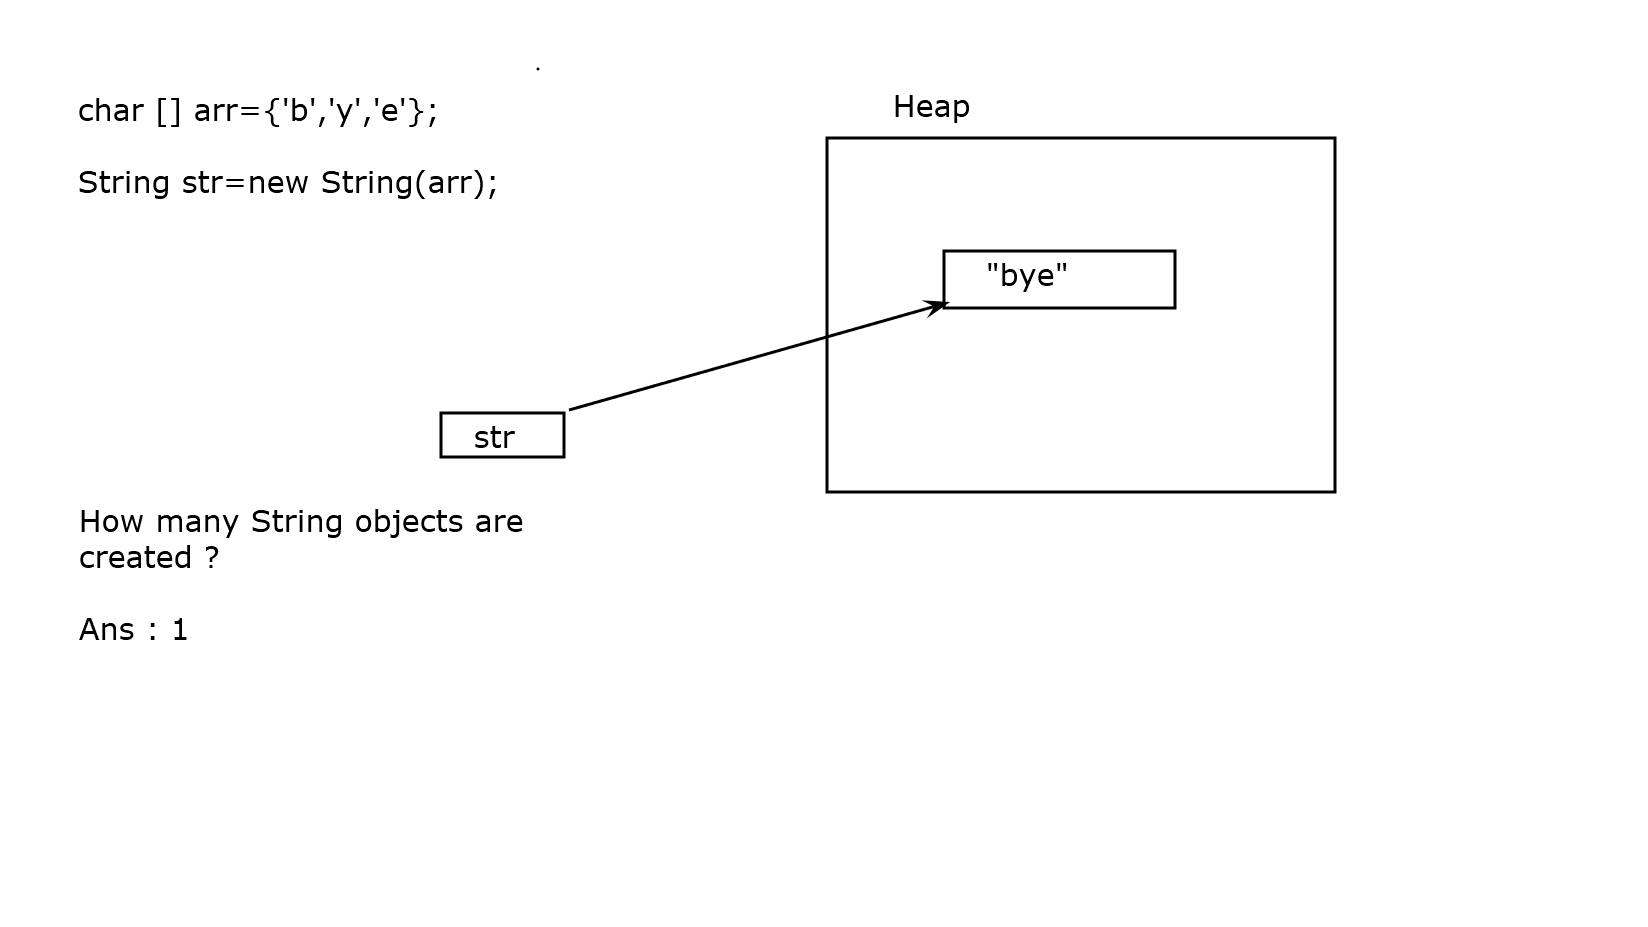 char [] arr={'b','y','e'};
String str=new String(arr);
Heap
"bye"
str
How many String objects are
created ?
Ans : 1